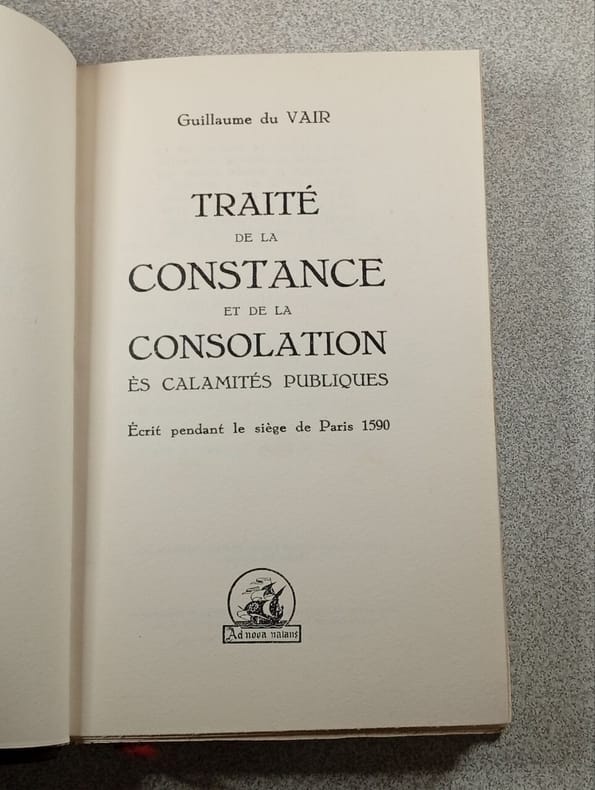 Guillaume du VAIR
TRAITÉ
DE LA
CONSTANCE
ET DE LA
CONSOLATION
ÈS CALAMITÉS PUBLIQUES
Écrit pendant le siège de Paris 1590
Ad nova natans